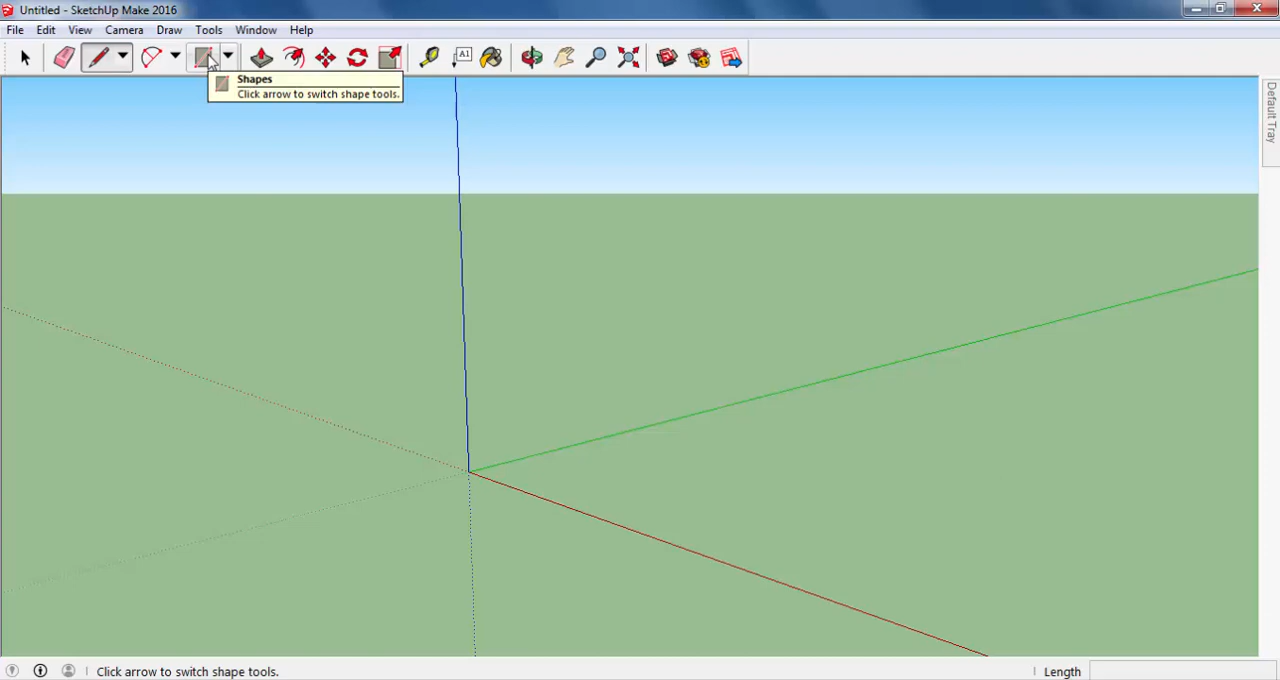 Untitled - SketchUp Make 2016
File Edit View Camera Draw Tools Window Help
A1
Shapes
Click arrow to switch shape tools.
Default Tray
Click arrow to switch shape tools.
Length